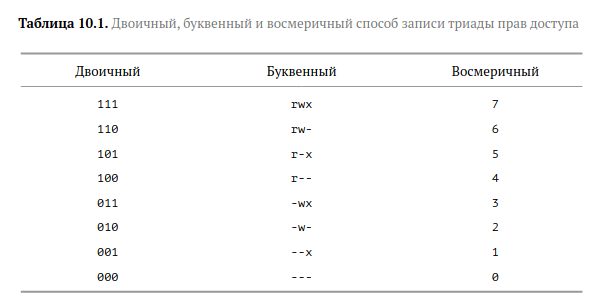 Таблица 10.1. Двоичный, буквенный и восмеричный способ записи триады прав доступа
Двоичный Буквенный Восмеричный
111 rwx 7
110 rw- 6
101 r-x 5
100 r-- 4
011 -wx 3
010 -w- 2
001 --x 1
000 --- 0